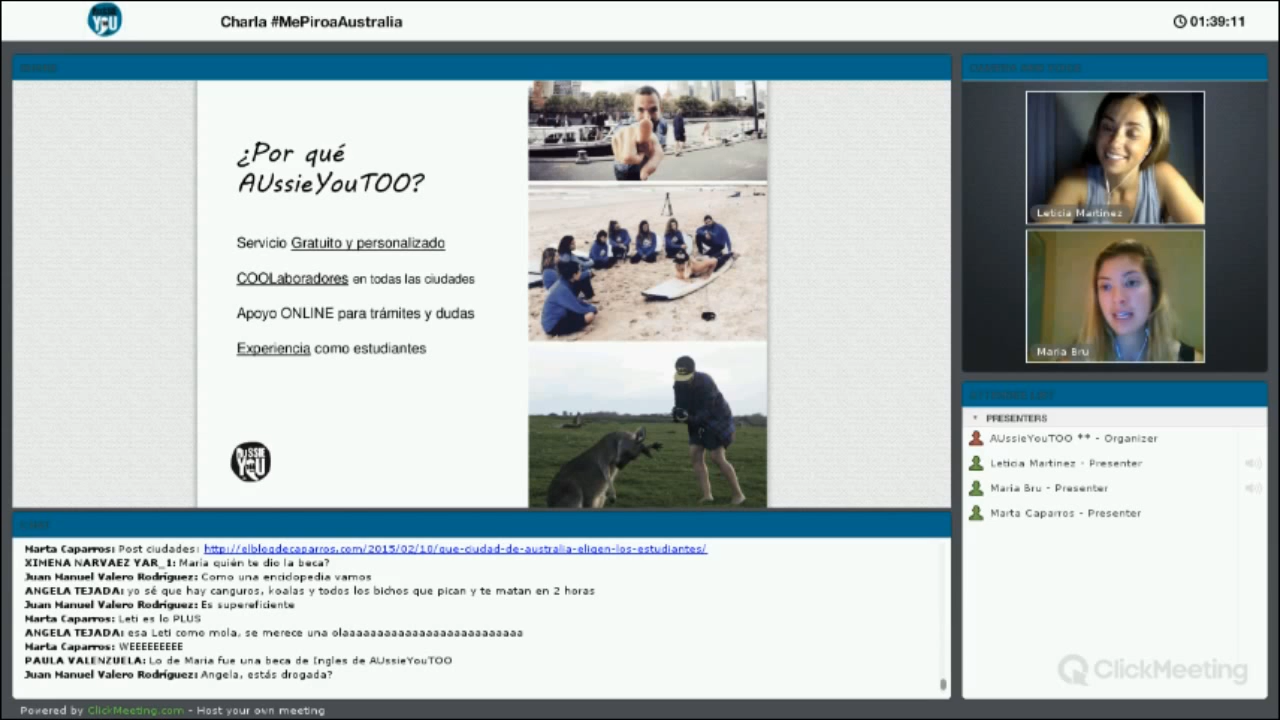 Charla #MePiroaAustralia
01:39:11
¿Por qué
AUssieYouTOO?
Servicio Gratuito y personalizado
COOLaboradores en todas las ciudades
Apoyo ONLINE para trámites y dudas
Experiencia como estudiantes
AUSSIE
YOU
Leticia Martinez
Maria Bru
PRESENTERS
AUssieYouTOO ** - Organizer
Leticia Martinez - Presenter
Maria Bru - Presenter
Marta Caparros - Presenter
Marta Caparros: Post ciudades: http://elblogdecaparros.com/2015/02/10/que-ciudad-de-australia-eligen-los-estudiantes/
XIMENA NARVAEZ YAR_1: Maria quién te dio la beca?
Juan Manuel Valero Rodríguez: Como una enciclopedia vamos
ANGELA TEJADA: yo sé que hay canguros, koalas y todos los bichos que pican y te matan en 2 horas
Juan Manuel Valero Rodríguez: Es supereficiente
Marta Caparros: Leti es lo PLUS
ANGELA TEJADA: esa Leti como mola, se merece una olaaaaaaaaaaaaaaaaaaaaaaaaaa
Marta Caparros: WEEEEEEEEE
PAULA VALENZUELA: Lo de Maria fue una beca de Ingles de AUssieYouTOO
Juan Manuel Valero Rodríguez: Angela, estás drogada?
ClickMeeting
Powered by ClickMeeting.com - Host your own meeting